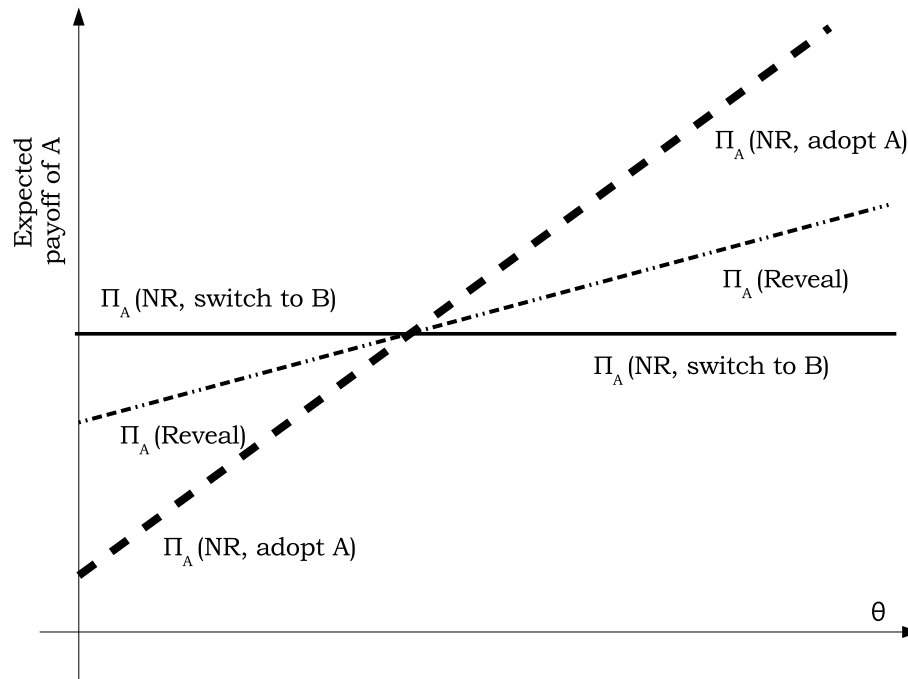 Expected
payoff of A
Π_A (NR, adopt A)
Π_A (Reveal)
Π_A (NR, switch to B)
Π_A (NR, switch to B)
Π_A (Reveal)
Π_A (NR, adopt A)
θ